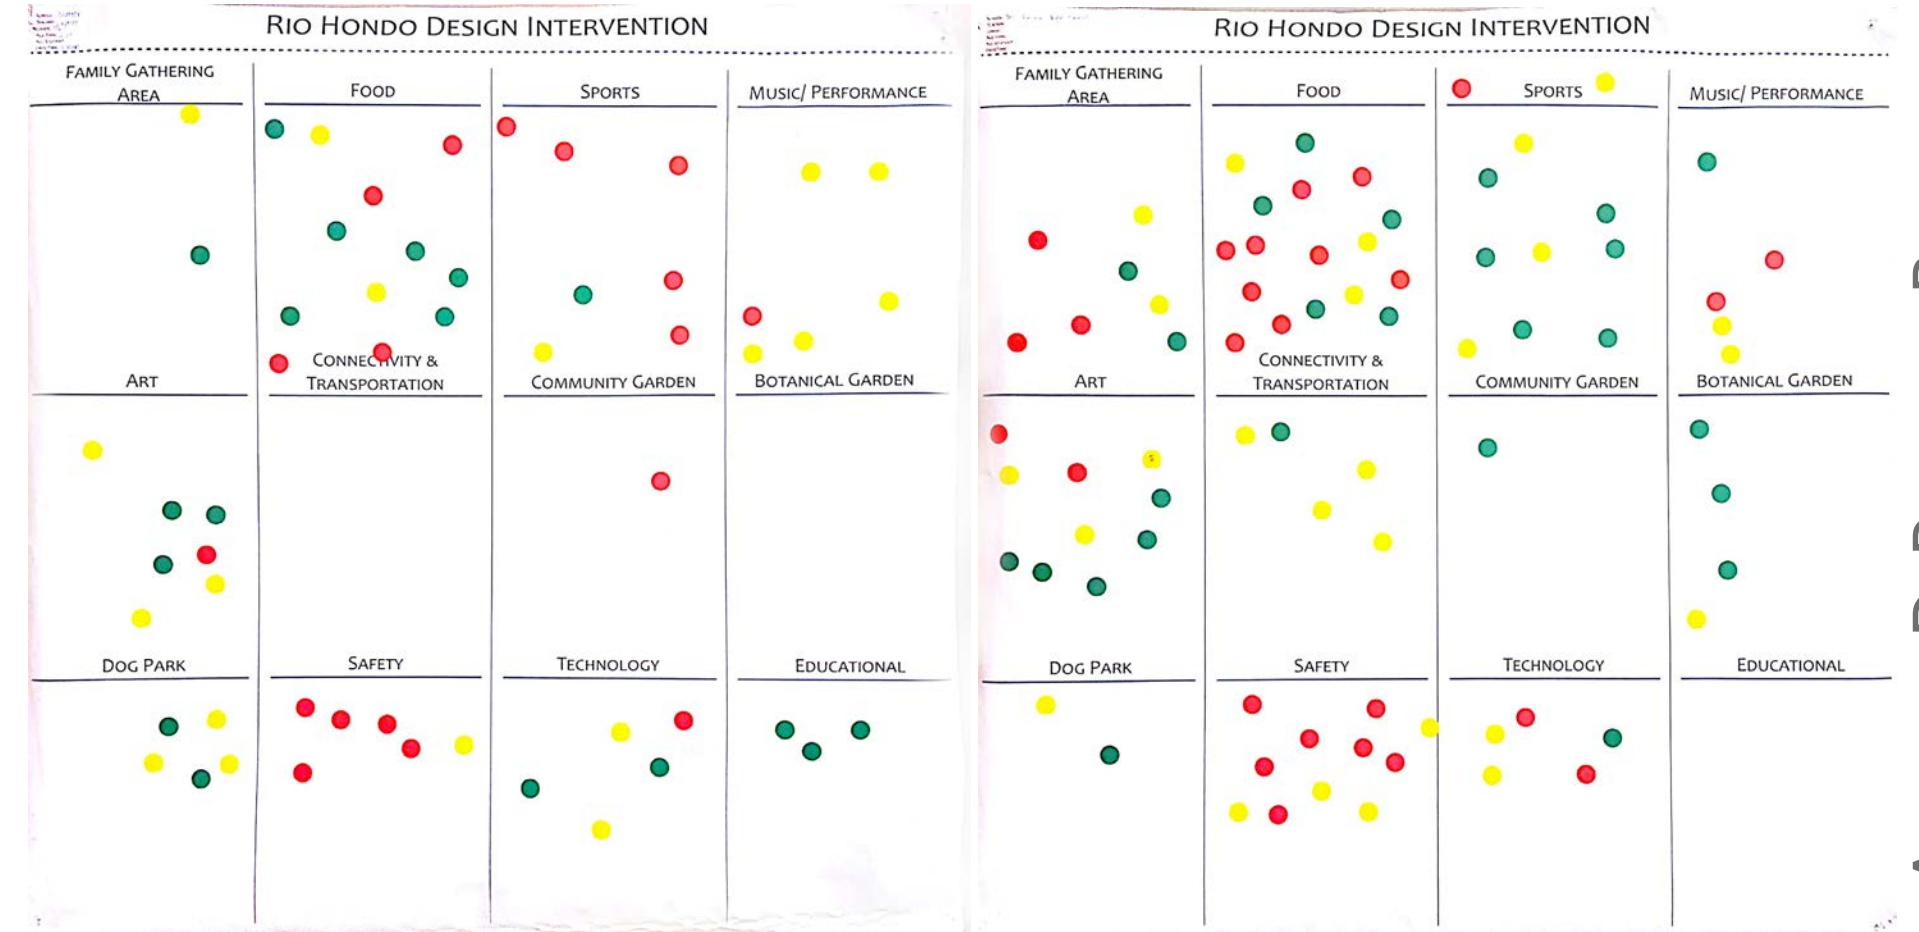 RIO HONDO DESIGN INTERVENTION
FAMILY GATHERING
AREA
FOOD
SPORTS
MUSIC/ PERFORMANCE
ART
CONNECTIVITY &
TRANSPORTATION
COMMUNITY GARDEN
BOTANICAL GARDEN
DOG PARK
SAFETY
TECHNOLOGY
EDUCATIONAL
RIO HONDO DESIGN INTERVENTION
FAMILY GATHERING
AREA
FOOD
SPORTS
MUSIC/ PERFORMANCE
ART
CONNECTIVITY &
TRANSPORTATION
COMMUNITY GARDEN
BOTANICAL GARDEN
DOG PARK
SAFETY
TECHNOLOGY
EDUCATIONAL